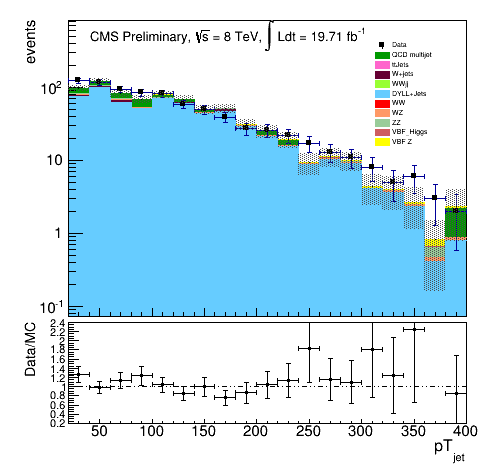 CMS Preliminary, √s = 8 TeV, ∫ Ldt = 19.71 fb⁻¹
events
Data
QCD multijet
ttJets
W+jets
WWjj
DYLL+Jets
WW
WZ
ZZ
VBF_Higgs
VBF Z
10²
10
1
10⁻¹
Data/MC
2.4
2.2
2
1.8
1.6
1.4
1.2
1
0.8
0.6
0.4
0.2
50 100 150 200 250 300 350 400
pT_jet